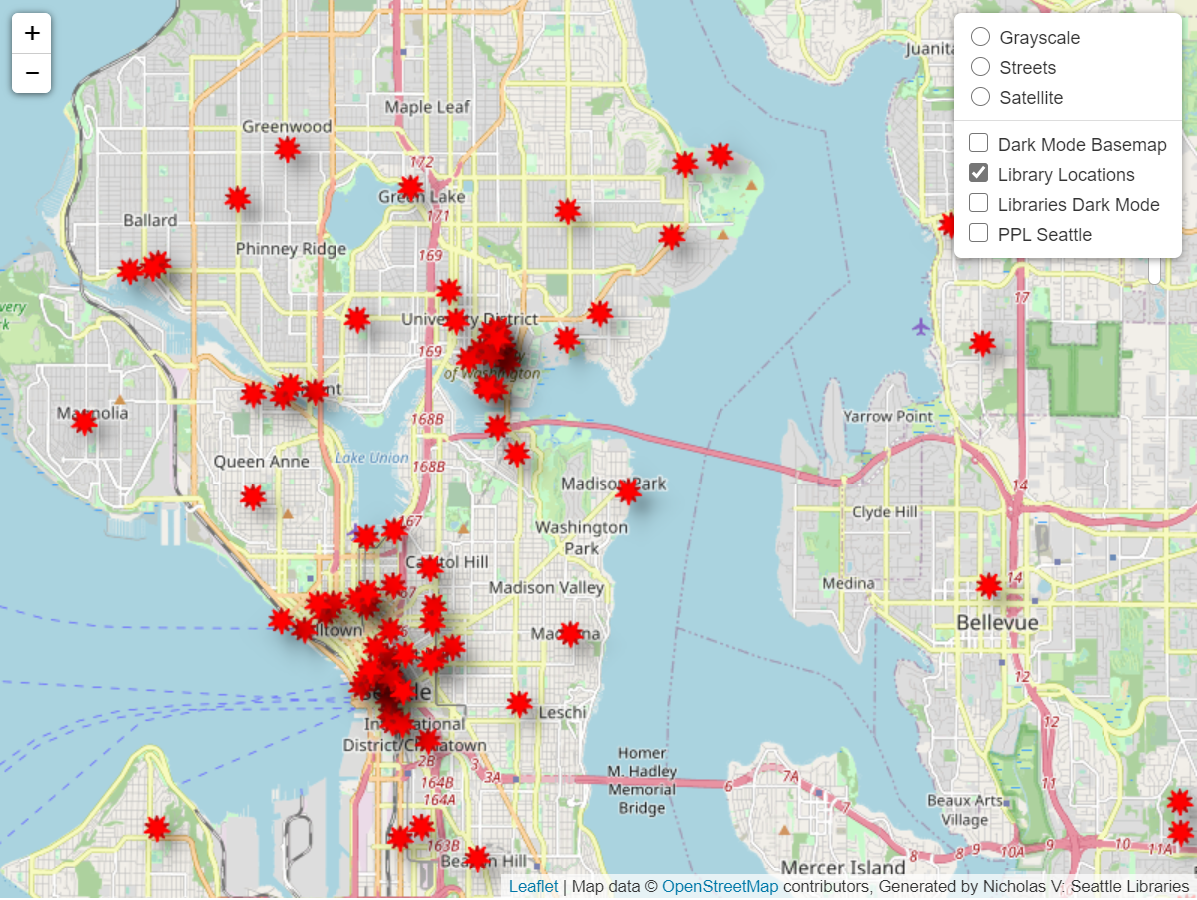 +
−
Grayscale
Streets
Satellite
Dark Mode Basemap
Library Locations
Libraries Dark Mode
PPL Seattle
Maple Leaf
Greenwood
172
Green Lake
171
Ballard
Phinney Ridge
169
University District
169
of Washington
17
Magnolia
168B
Yarrow Point
Queen Anne
Lake Union
168B
8
14
Madison Park
Clyde Hill
167
Washington
Park
Capitol Hill
Madison Valley
Medina
14
Bellevue
Madrona
12
12
Seattle
Leschi
International
District/Chinatown
2B
3
3A
Homer
M. Hadley
Memorial
Bridge
6
7A
7
164B
164A
11
Beaux Arts
Village
163B
Beacon Hill
8
8
9
10A
10
11A
Mercer Island
Leaflet | Map data © OpenStreetMap contributors, Generated by Nicholas V: Seattle Libraries